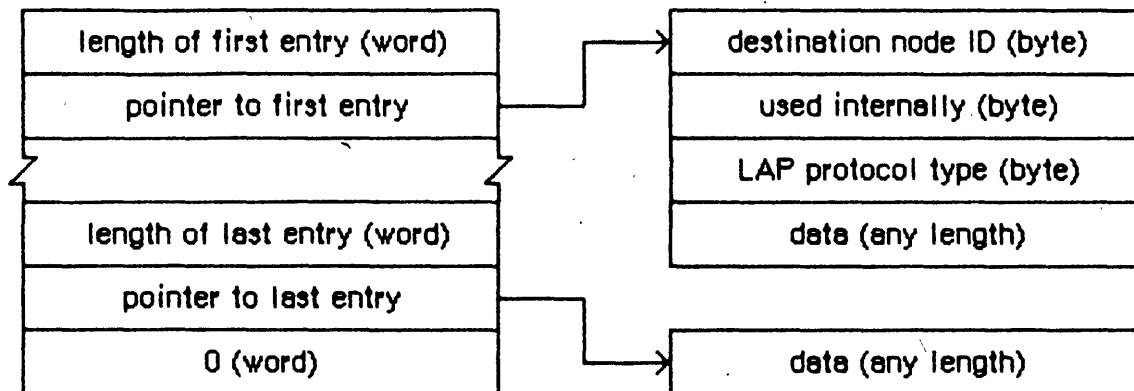 length of first entry (word)
pointer to first entry
length of last entry (word)
pointer to last entry
0 (word)
destination node ID (byte)
used internally (byte)
LAP protocol type (byte)
data (any length)
data (any length)